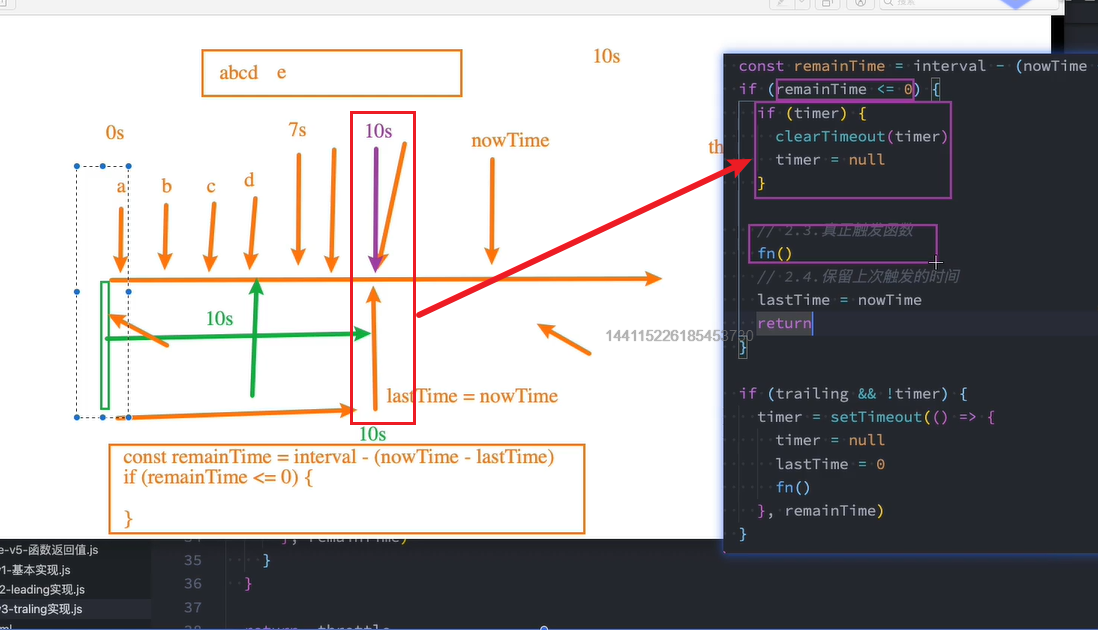 搜索
10s
abcd e
0s
7s
10s
nowTime
th
a
b
c
d
10s
lastTime = nowTime
10s
const remainTime = interval - (nowTime - lastTime)
if (remainTime <= 0) {
}
144115226185458730
const remainTime = interval - (nowTime
if (remainTime <= 0) {
if (timer) {
clearTimeout(timer)
timer = null
}
// 2.3.真正触发函数
fn()
// 2.4.保留上次触发的时间
lastTime = nowTime
return
}
if (trailing && !timer) {
timer = setTimeout(() => {
timer = null
lastTime = 0
fn()
}, remainTime)
}
e-v5-函数返回值.js
v1-基本实现.js
2-leading实现.js
v3-traling实现.js
34 }, remainTime)
35 }
36 }
37
38 return throttle